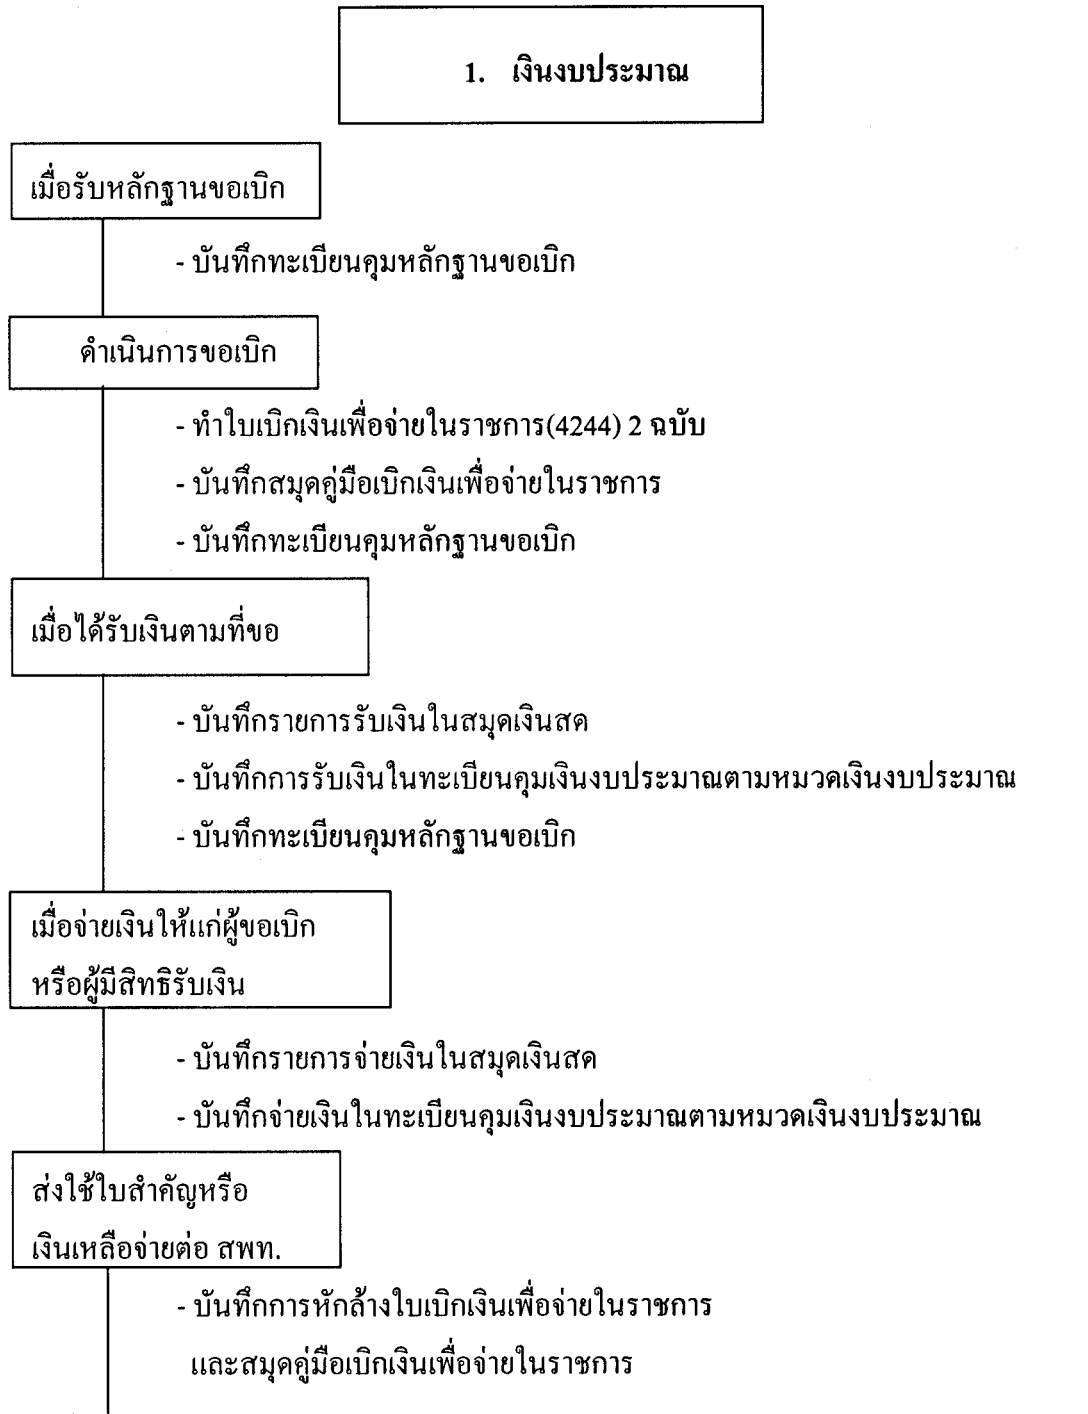 1. เงินงบประมาณ
เมื่อรับหลักฐานขอเบิก
- บันทึกทะเบียนคุมหลักฐานขอเบิก
ดำเนินการขอเบิก
- ทำใบเบิกเงินเพื่อจ่ายในราชการ(4244) 2 ฉบับ
- บันทึกสมุดคู่มือเบิกเงินเพื่อจ่ายในราชการ
- บันทึกทะเบียนคุมหลักฐานขอเบิก
เมื่อได้รับเงินตามที่ขอ
- บันทึกรายการรับเงินในสมุดเงินสด
- บันทึกการรับเงินในทะเบียนคุมเงินงบประมาณตามหมวดเงินงบประมาณ
- บันทึกทะเบียนคุมหลักฐานขอเบิก
เมื่อจ่ายเงินให้แก่ผู้ขอเบิก
หรือผู้มีสิทธิรับเงิน
- บันทึกรายการจ่ายเงินในสมุดเงินสด
- บันทึกจ่ายเงินในทะเบียนคุมเงินงบประมาณตามหมวดเงินงบประมาณ
ส่งใช้ใบสำคัญหรือ
เงินเหลือจ่ายต่อ สพท.
- บันทึกการหักล้างใบเบิกเงินเพื่อจ่ายในราชการ
และสมุดคู่มือเบิกเงินเพื่อจ่ายในราชการ